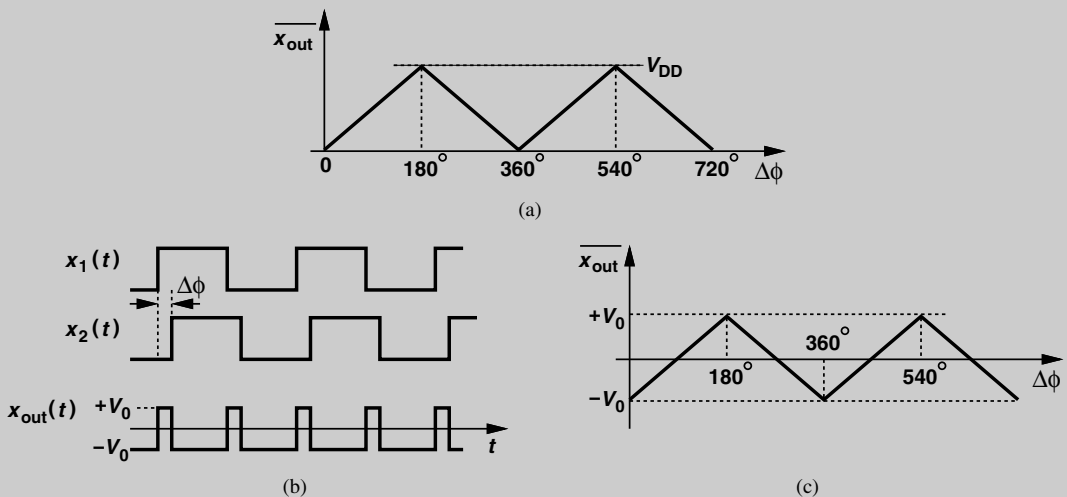 x_out
V_DD
0 180° 360° 540° 720° Δϕ
(a)
x_1(t)
Δϕ
x_2(t)
x_out(t)
+V_0
−V_0
t
(b)
x_out
+V_0
360°
180° 540° Δϕ
−V_0
(c)